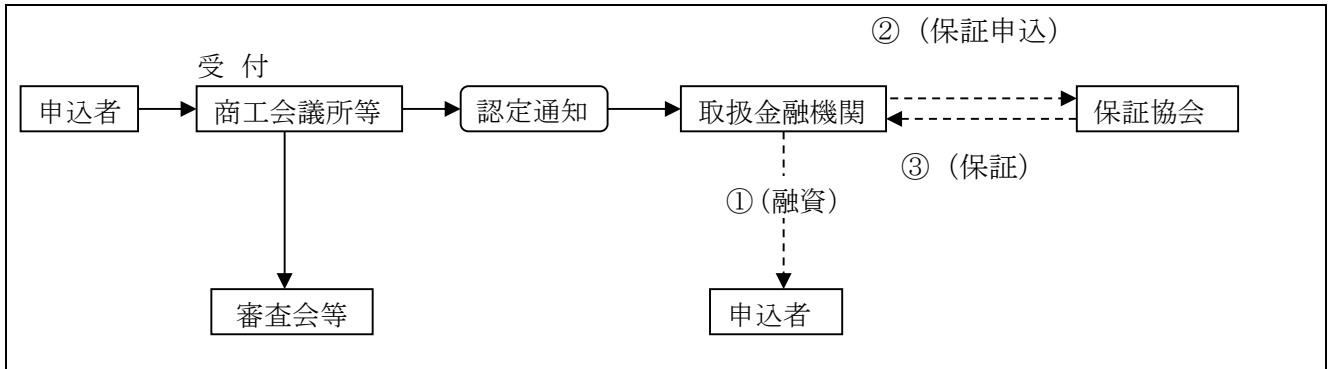 ② (保証申込)
受 付
申込者
商工会議所等
認定通知
取扱金融機関
保証協会
③ (保証)
① (融資)
審査会等
申込者